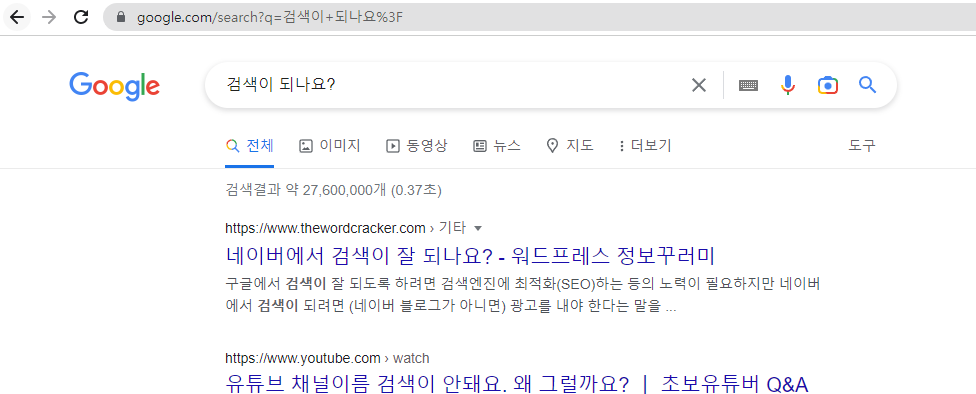 google.com/search?q=검색이+되나요%3F
Google
검색이 되나요?
전체 이미지 동영상 뉴스 지도 더보기 도구
검색결과 약 27,600,000개 (0.37초)
https://www.thewordcracker.com › 기타
네이버에서 검색이 잘 되나요? - 워드프레스 정보꾸러미
구글에서 검색이 잘 되도록 하려면 검색엔진에 최적화(SEO)하는 등의 노력이 필요하지만 네이버
에서 검색이 되려면 (네이버 블로그가 아니면) 광고를 내야 한다는 말을 ...
https://www.youtube.com › watch
유튜브 채널이름 검색이 안돼요. 왜 그럴까요? ㅣ 초보유튜버 Q&A